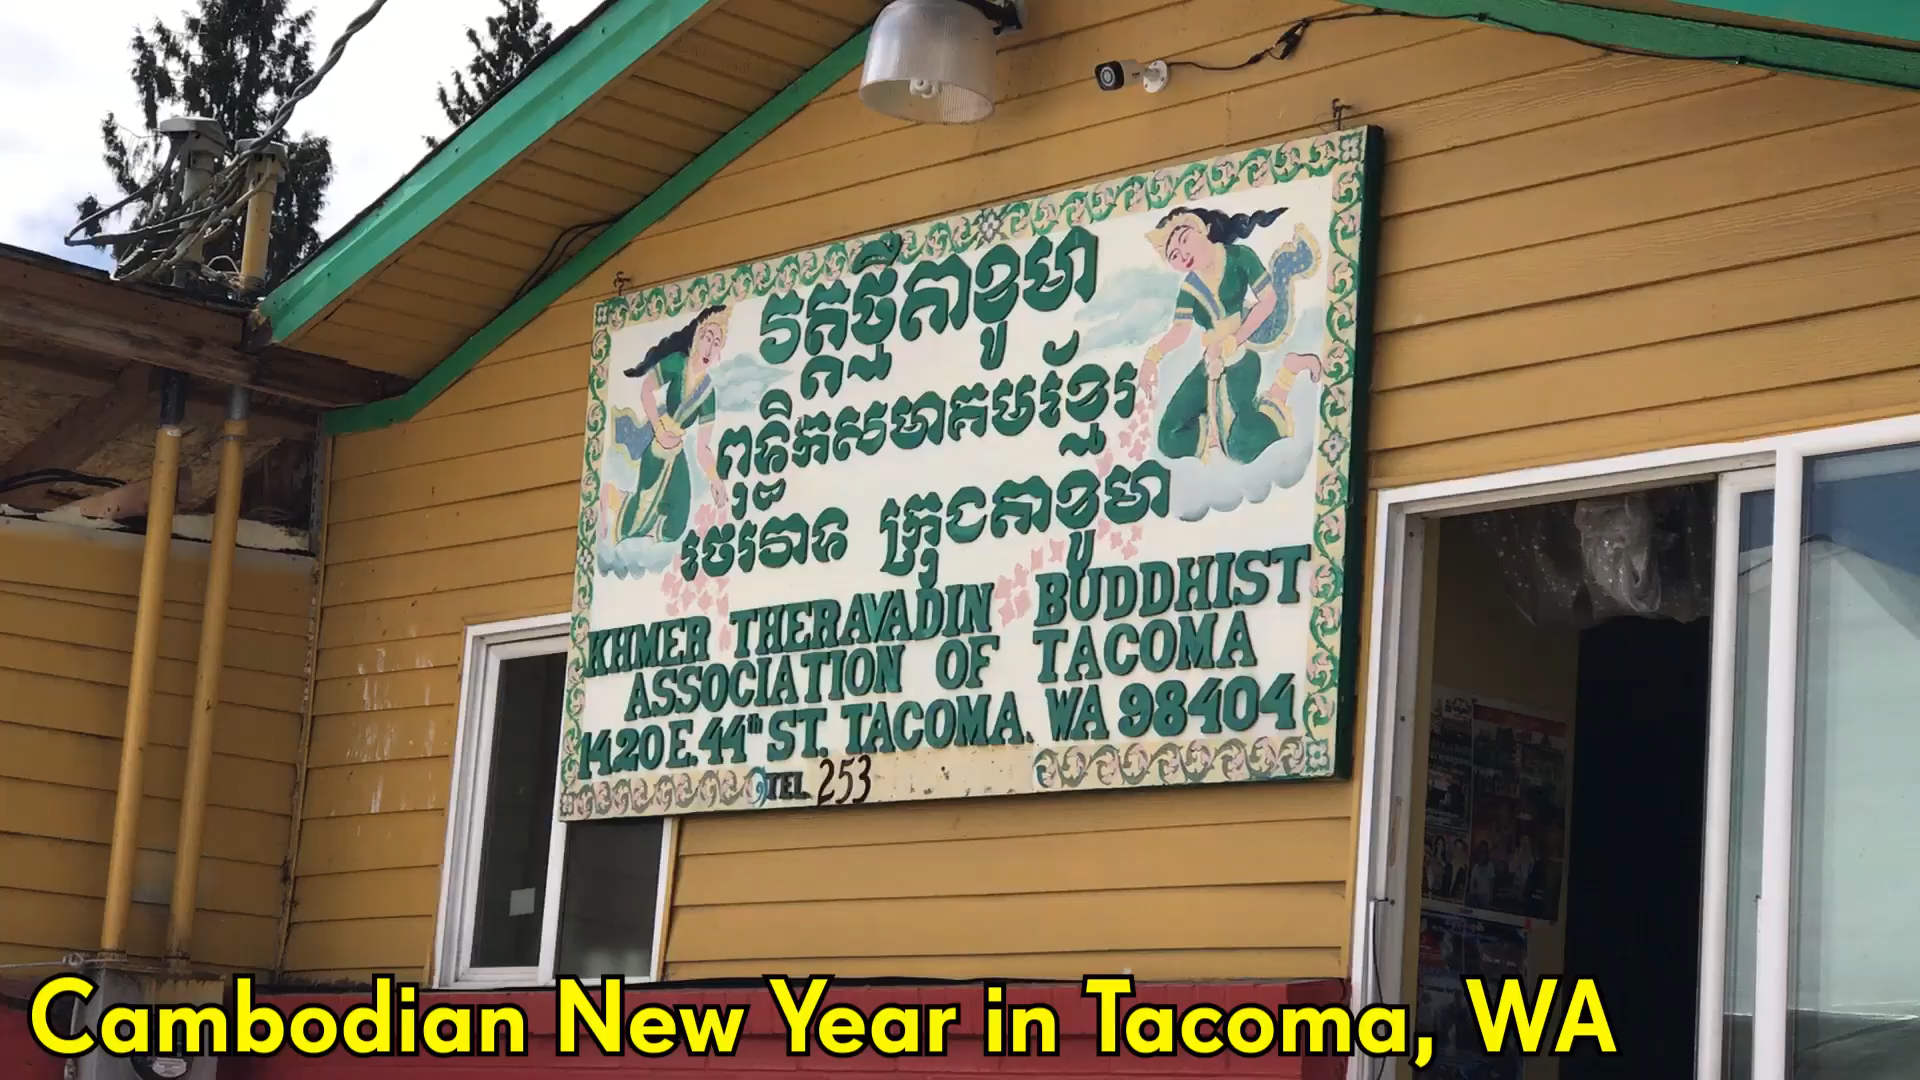 វត្តធម្មីតាខូម៉ា
ពុទ្ធិកសមាគមខ្មែរ
ថេរវាទ ក្រុងតាខូម៉ា
KHMER THERAVADIN BUDDHIST
ASSOCIATION OF TACOMA
1420 E. 44th ST. TACOMA. WA 98404
TEL. 253
Cambodian New Year in Tacoma, WA